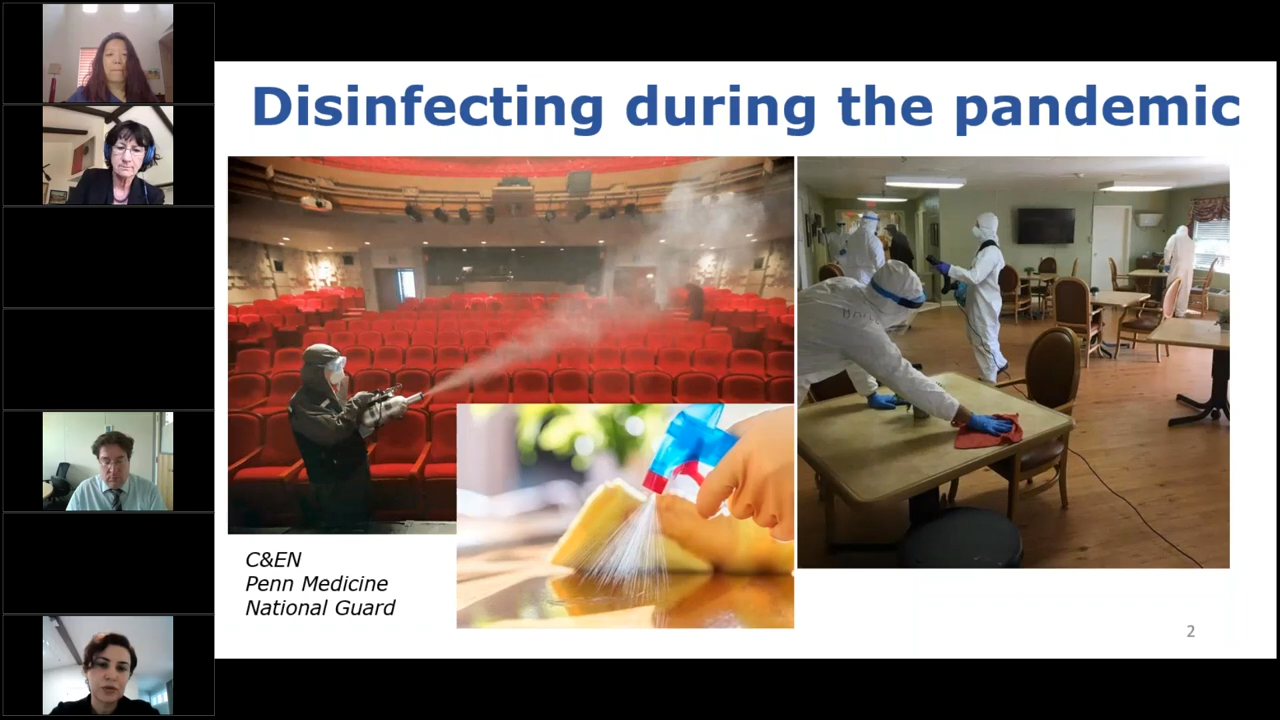 Disinfecting during the pandemic
C&EN
Penn Medicine
National Guard
2